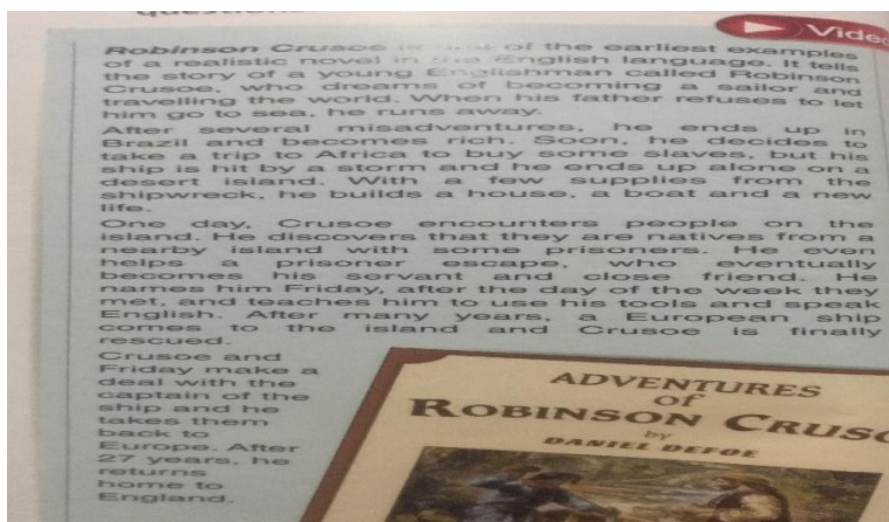 Video
Robinson Crusoe is one of the earliest examples
of a realistic novel in the English language. It tells
the story of a young Englishman called Robinson
Crusoe, who dreams of becoming a sailor and
travelling the world. When his father refuses to let
him go to sea, he runs away.
After several misadventures, he ends up in
Brazil and becomes rich. Soon, he decides to
take a trip to Africa to buy some slaves, but his
ship is hit by a storm and he ends up alone on a
desert island. With a few supplies from the
shipwreck, he builds a house, a boat and a new
life.
One day, Crusoe encounters people on the
island. He discovers that they are natives from a
nearby island with some prisoners. He even
helps a prisoner escape, who eventually
becomes his servant and close friend. He
names him Friday, after the day of the week they
met, and teaches him to use his tools and speak
English. After many years, a European ship
comes to the island and Crusoe is finally
rescued.
Crusoe and
Friday make a
deal with the
captain of the
ship and he
takes them
back to
Europe. After
27 years, he
returns
home to
England.
ADVENTURES
of
ROBINSON CRUSO
by
DANIEL DEFOE